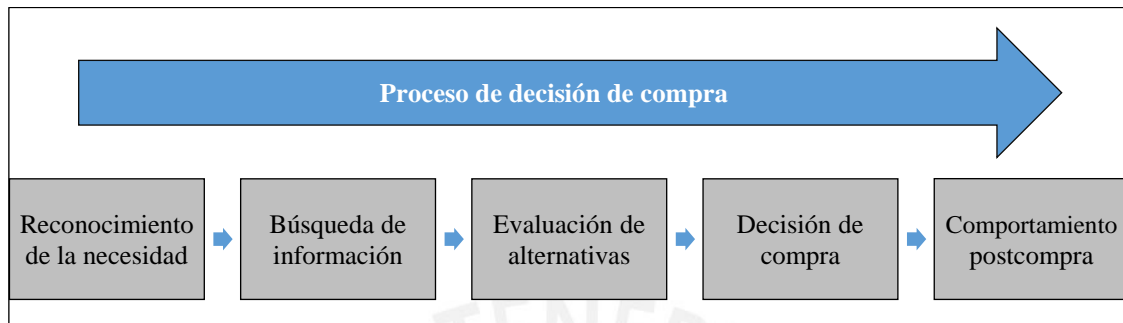 Proceso de decisión de compra
Reconocimiento
de la necesidad
Búsqueda de
información
Evaluación de
alternativas
Decisión de
compra
Comportamiento
postcompra